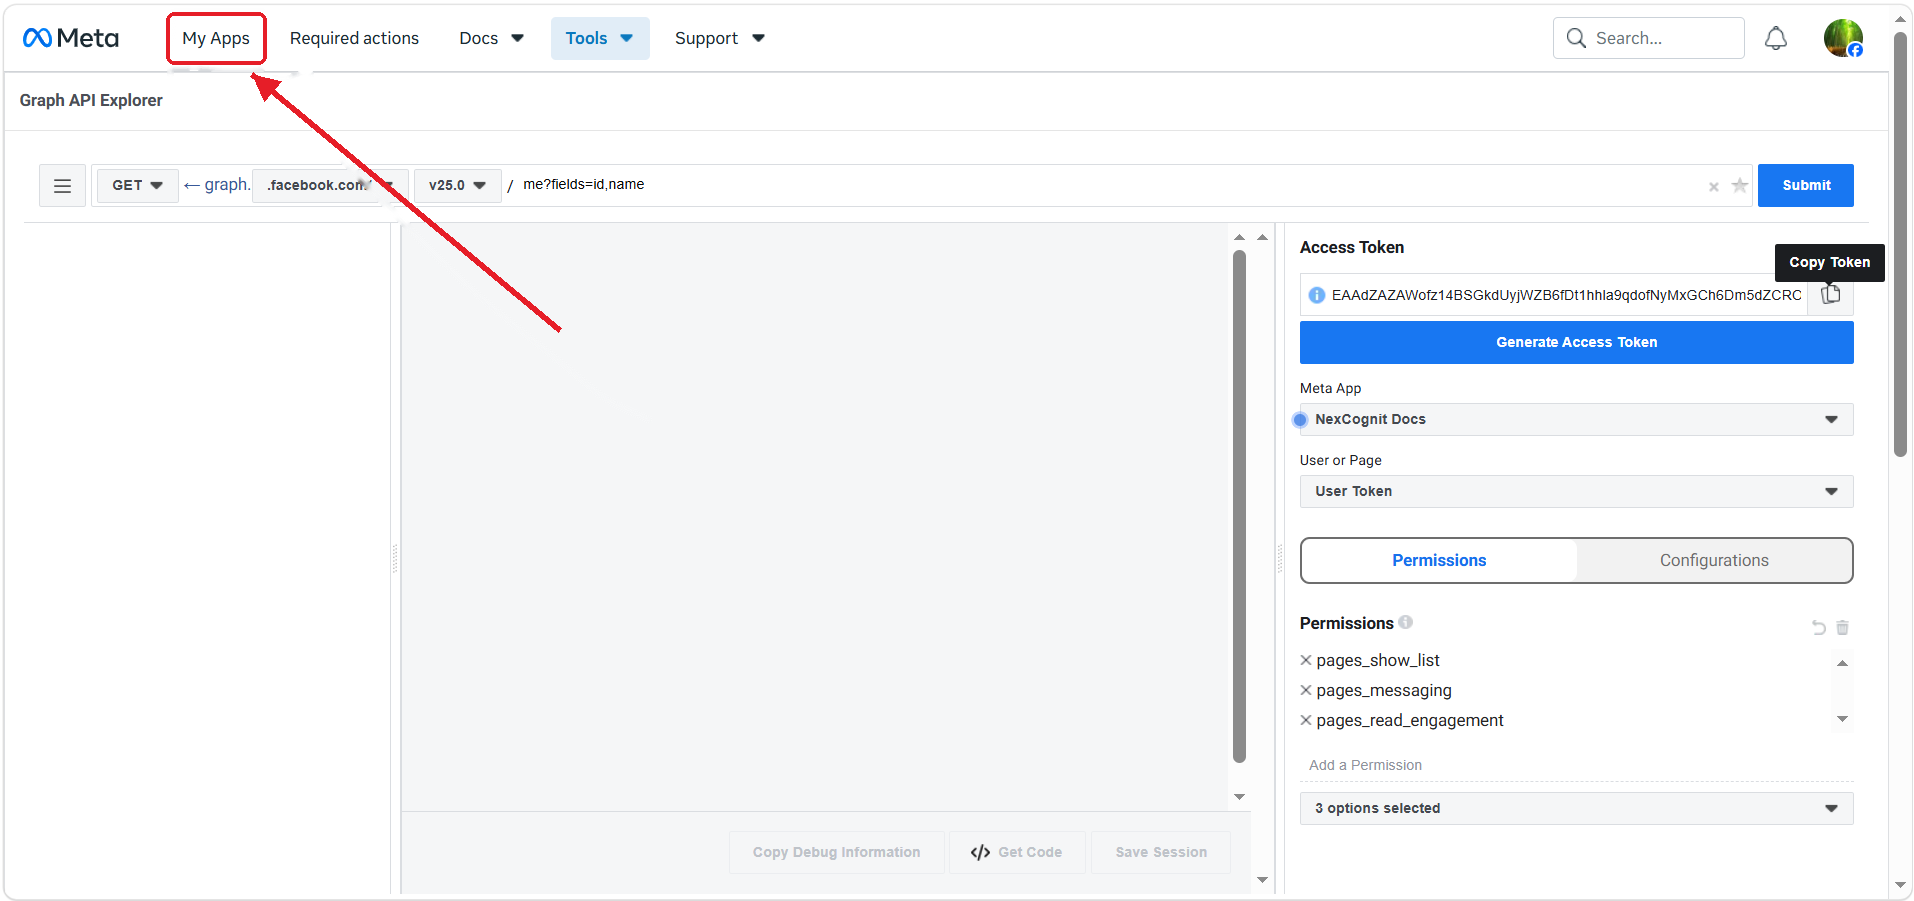 Meta
My Apps
Required actions
Docs
Tools
Support
Search...
Graph API Explorer
GET
← graph.
.facebook.com/
v25.0
/
me?fields=id,name
Submit
Access Token
Copy Token
EAAdZAZAWofz14BSGkdUyjWZB6fDt1hhla9qdofNyMxGCh6Dm5dZCRC
Generate Access Token
Meta App
NexCognit Docs
User or Page
User Token
Permissions
Configurations
Permissions
pages_show_list
pages_messaging
pages_read_engagement
Add a Permission
3 options selected
Copy Debug Information
</> Get Code
Save Session